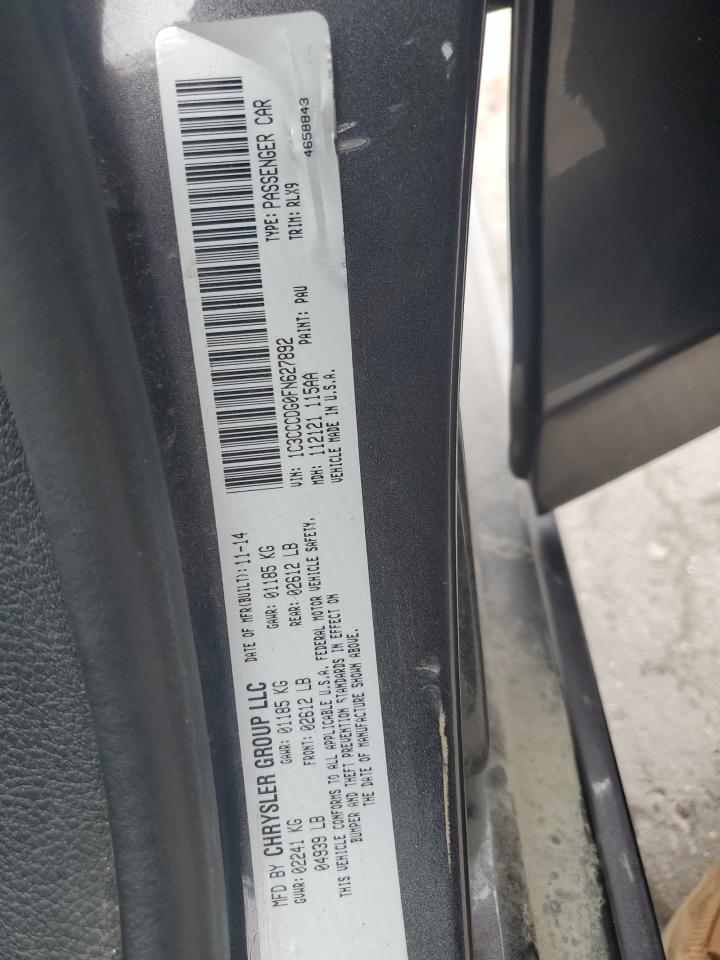 MFD BY CHRYSLER GROUP LLC DATE OF MFR(BUILT): 11-14
GVWR: 02241 KG GAWR: 01185 KG GAWR: 01185 KG
04939 LB FRONT: 02612 LB REAR: 02612 LB
THIS VEHICLE CONFORMS TO ALL APPLICABLE U.S.A. FEDERAL MOTOR VEHICLE SAFETY,
BUMPER AND THEFT PREVENTION STANDARDS IN EFFECT ON
THE DATE OF MANUFACTURE SHOWN ABOVE.
VIN: 1C3CCCDG0FN627892 TYPE: PASSENGER CAR
MDH: 112121 115AA PAINT: PAU TRIM: RLX9
VEHICLE MADE IN U.S.A. 4658843